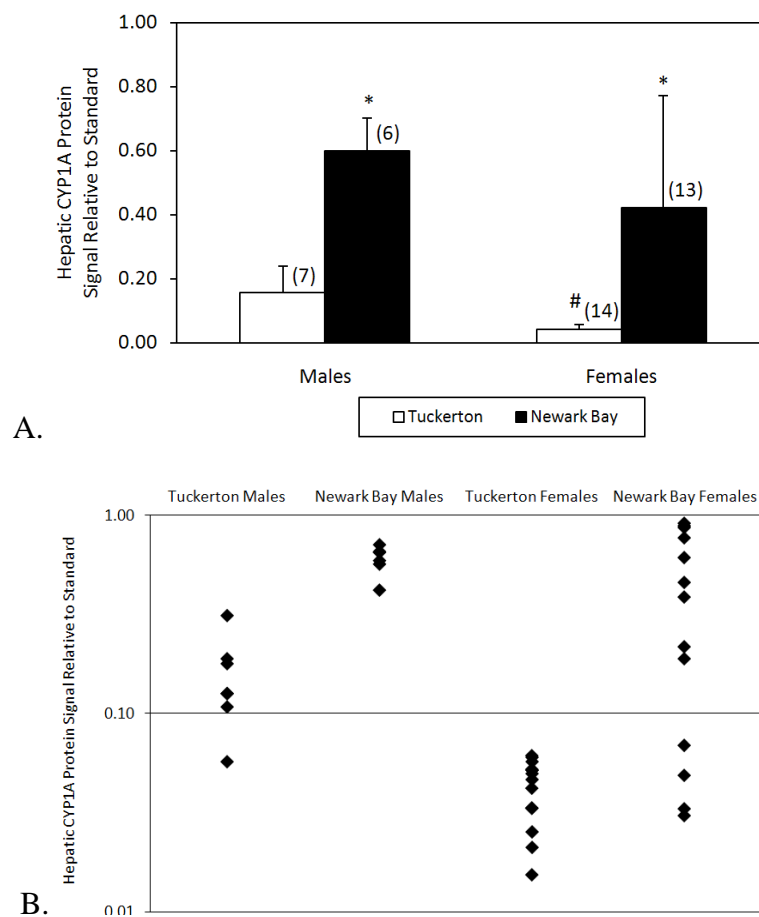 Hepatic CYP1A Protein
Signal Relative to Standard
1.00
0.80
0.60
0.40
0.20
0.00
(7)
*
(6)
#
(14)
*
(13)
Males
Females
Tuckerton
Newark Bay
A.
Tuckerton Males
Newark Bay Males
Tuckerton Females
Newark Bay Females
Hepatic CYP1A Protein Signal Relative to Standard
1.00
0.10
0.01
B.